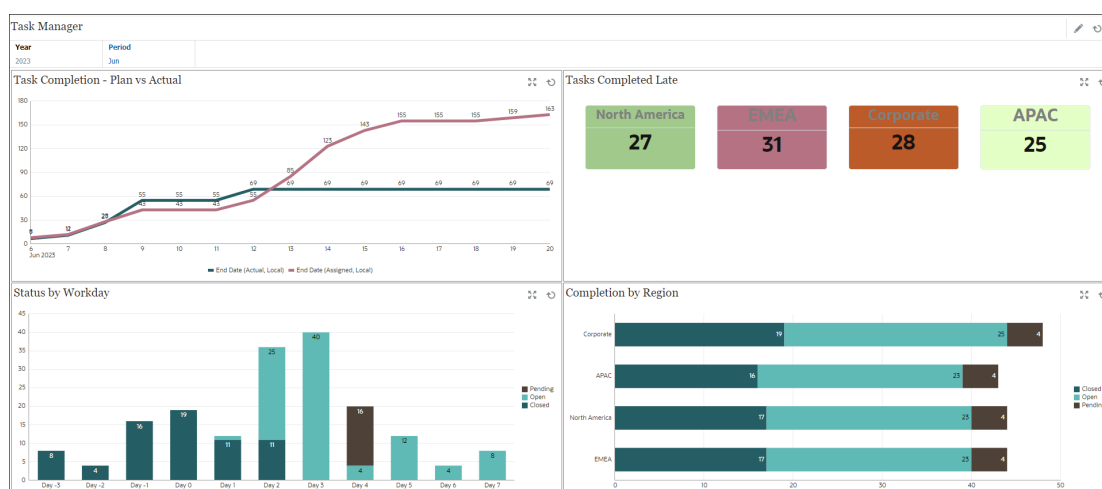 Task Manager
Year Period
2023 Jun
Task Completion - Plan vs Actual
180
150
120
90
60
30
0
8 12 28 55 55 55 69 69 69 69 69 69 69 69 69
43 43 43 55 85 123 143 155 155 155 159 163
6 7 8 9 10 11 12 13 14 15 16 17 18 19 20
Jun 2023
End Date (Actual, Local) End Date (Assigned, Local)
Tasks Completed Late
North America EMEA Corporate APAC
27 31 28 25
Status by Workday
45
40
35
30
25
20
15
10
5
0
8 4 16 19 11 25 11 40 16 4 12 4 8
Day -3 Day -2 Day -1 Day 0 Day 1 Day 2 Day 3 Day 4 Day 5 Day 6 Day 7
Pending
Open
Closed
Completion by Region
Corporate 19 25 4
APAC 16 23 4
North America 17 23 4
EMEA 17 23 4
0 10 20 30 40 50
Closed
Open
Pendin